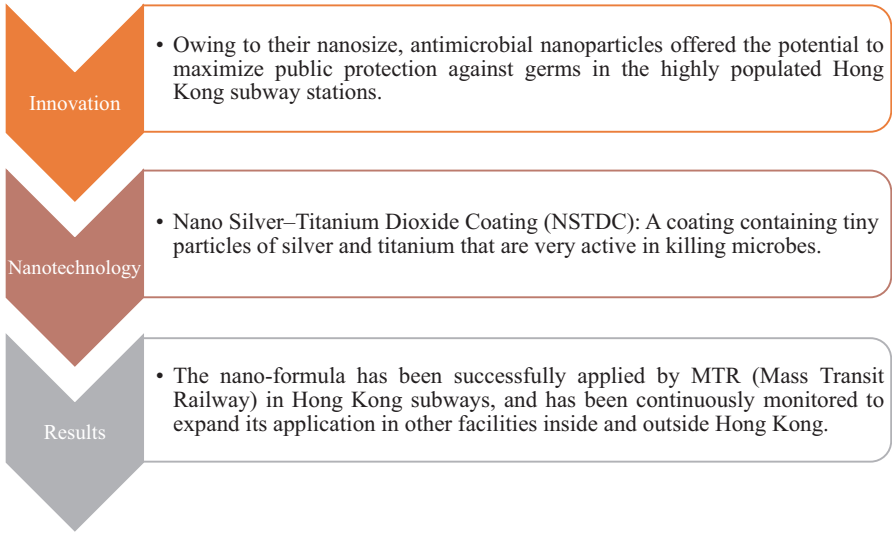 Innovation
• Owing to their nanosize, antimicrobial nanoparticles offered the potential to
maximize public protection against germs in the highly populated Hong
Kong subway stations.
Nanotechnology
• Nano Silver–Titanium Dioxide Coating (NSTDC): A coating containing tiny
particles of silver and titanium that are very active in killing microbes.
Results
• The nano-formula has been successfully applied by MTR (Mass Transit
Railway) in Hong Kong subways, and has been continuously monitored to
expand its application in other facilities inside and outside Hong Kong.